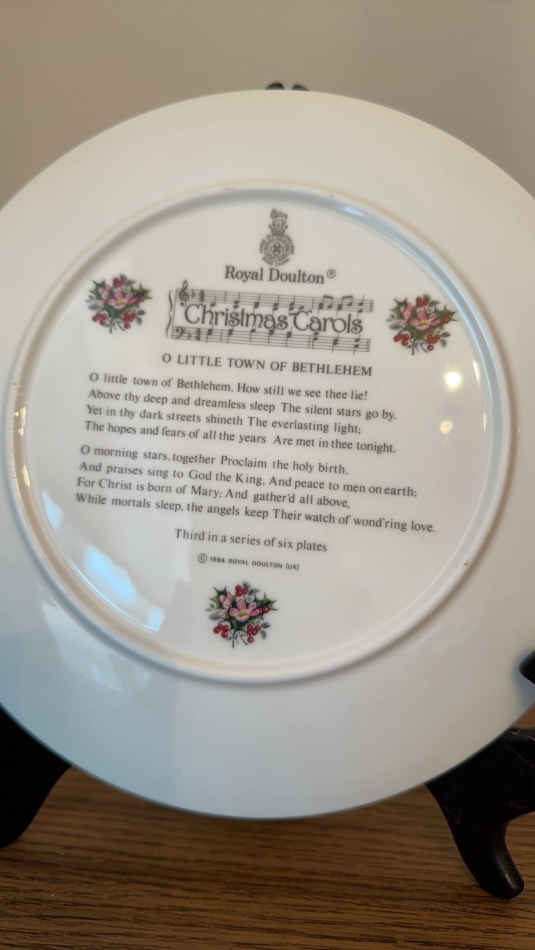 Royal Doulton®
Christmas Carols
O LITTLE TOWN OF BETHLEHEM
O little town of Bethlehem, How still we see thee lie!
Above thy deep and dreamless sleep The silent stars go by.
Yet in thy dark streets shineth The everlasting light;
The hopes and fears of all the years Are met in thee tonight.
O morning stars, together Proclaim the holy birth,
And praises sing to God the King, And peace to men on earth;
For Christ is born of Mary; And gather'd all above,
While mortals sleep, the angels keep Their watch of wond'ring love.
Third in a series of six plates
© 1984 ROYAL DOULTON (UK)